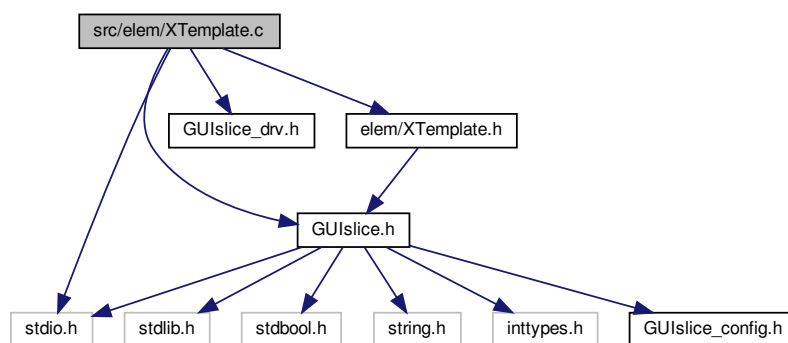 src/elem/XTemplate.c
GUIslice_drv.h
elem/XTemplate.h
GUIslice.h
stdio.h
stdlib.h
stdbool.h
string.h
inttypes.h
GUIslice_config.h